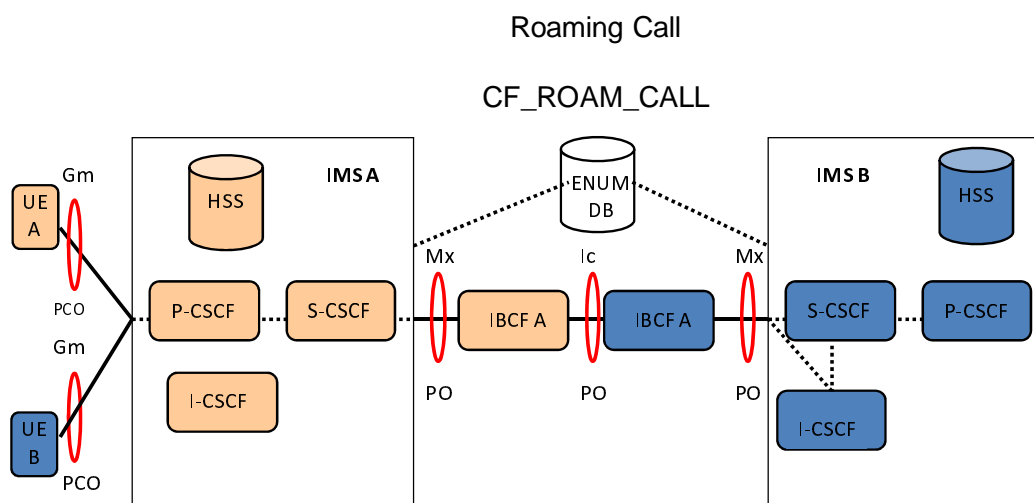 Roaming Call
CF_ROAM_CALL
Gm
UE
A
PCO
Gm
UE
B
PCO
IMS A
HSS
P-CSCF
S-CSCF
I-CSCF
ENUM
DB
Mx
Ic
Mx
IBCF A
IBCF A
PO
PO
PO
IMS B
HSS
S-CSCF
P-CSCF
I-CSCF